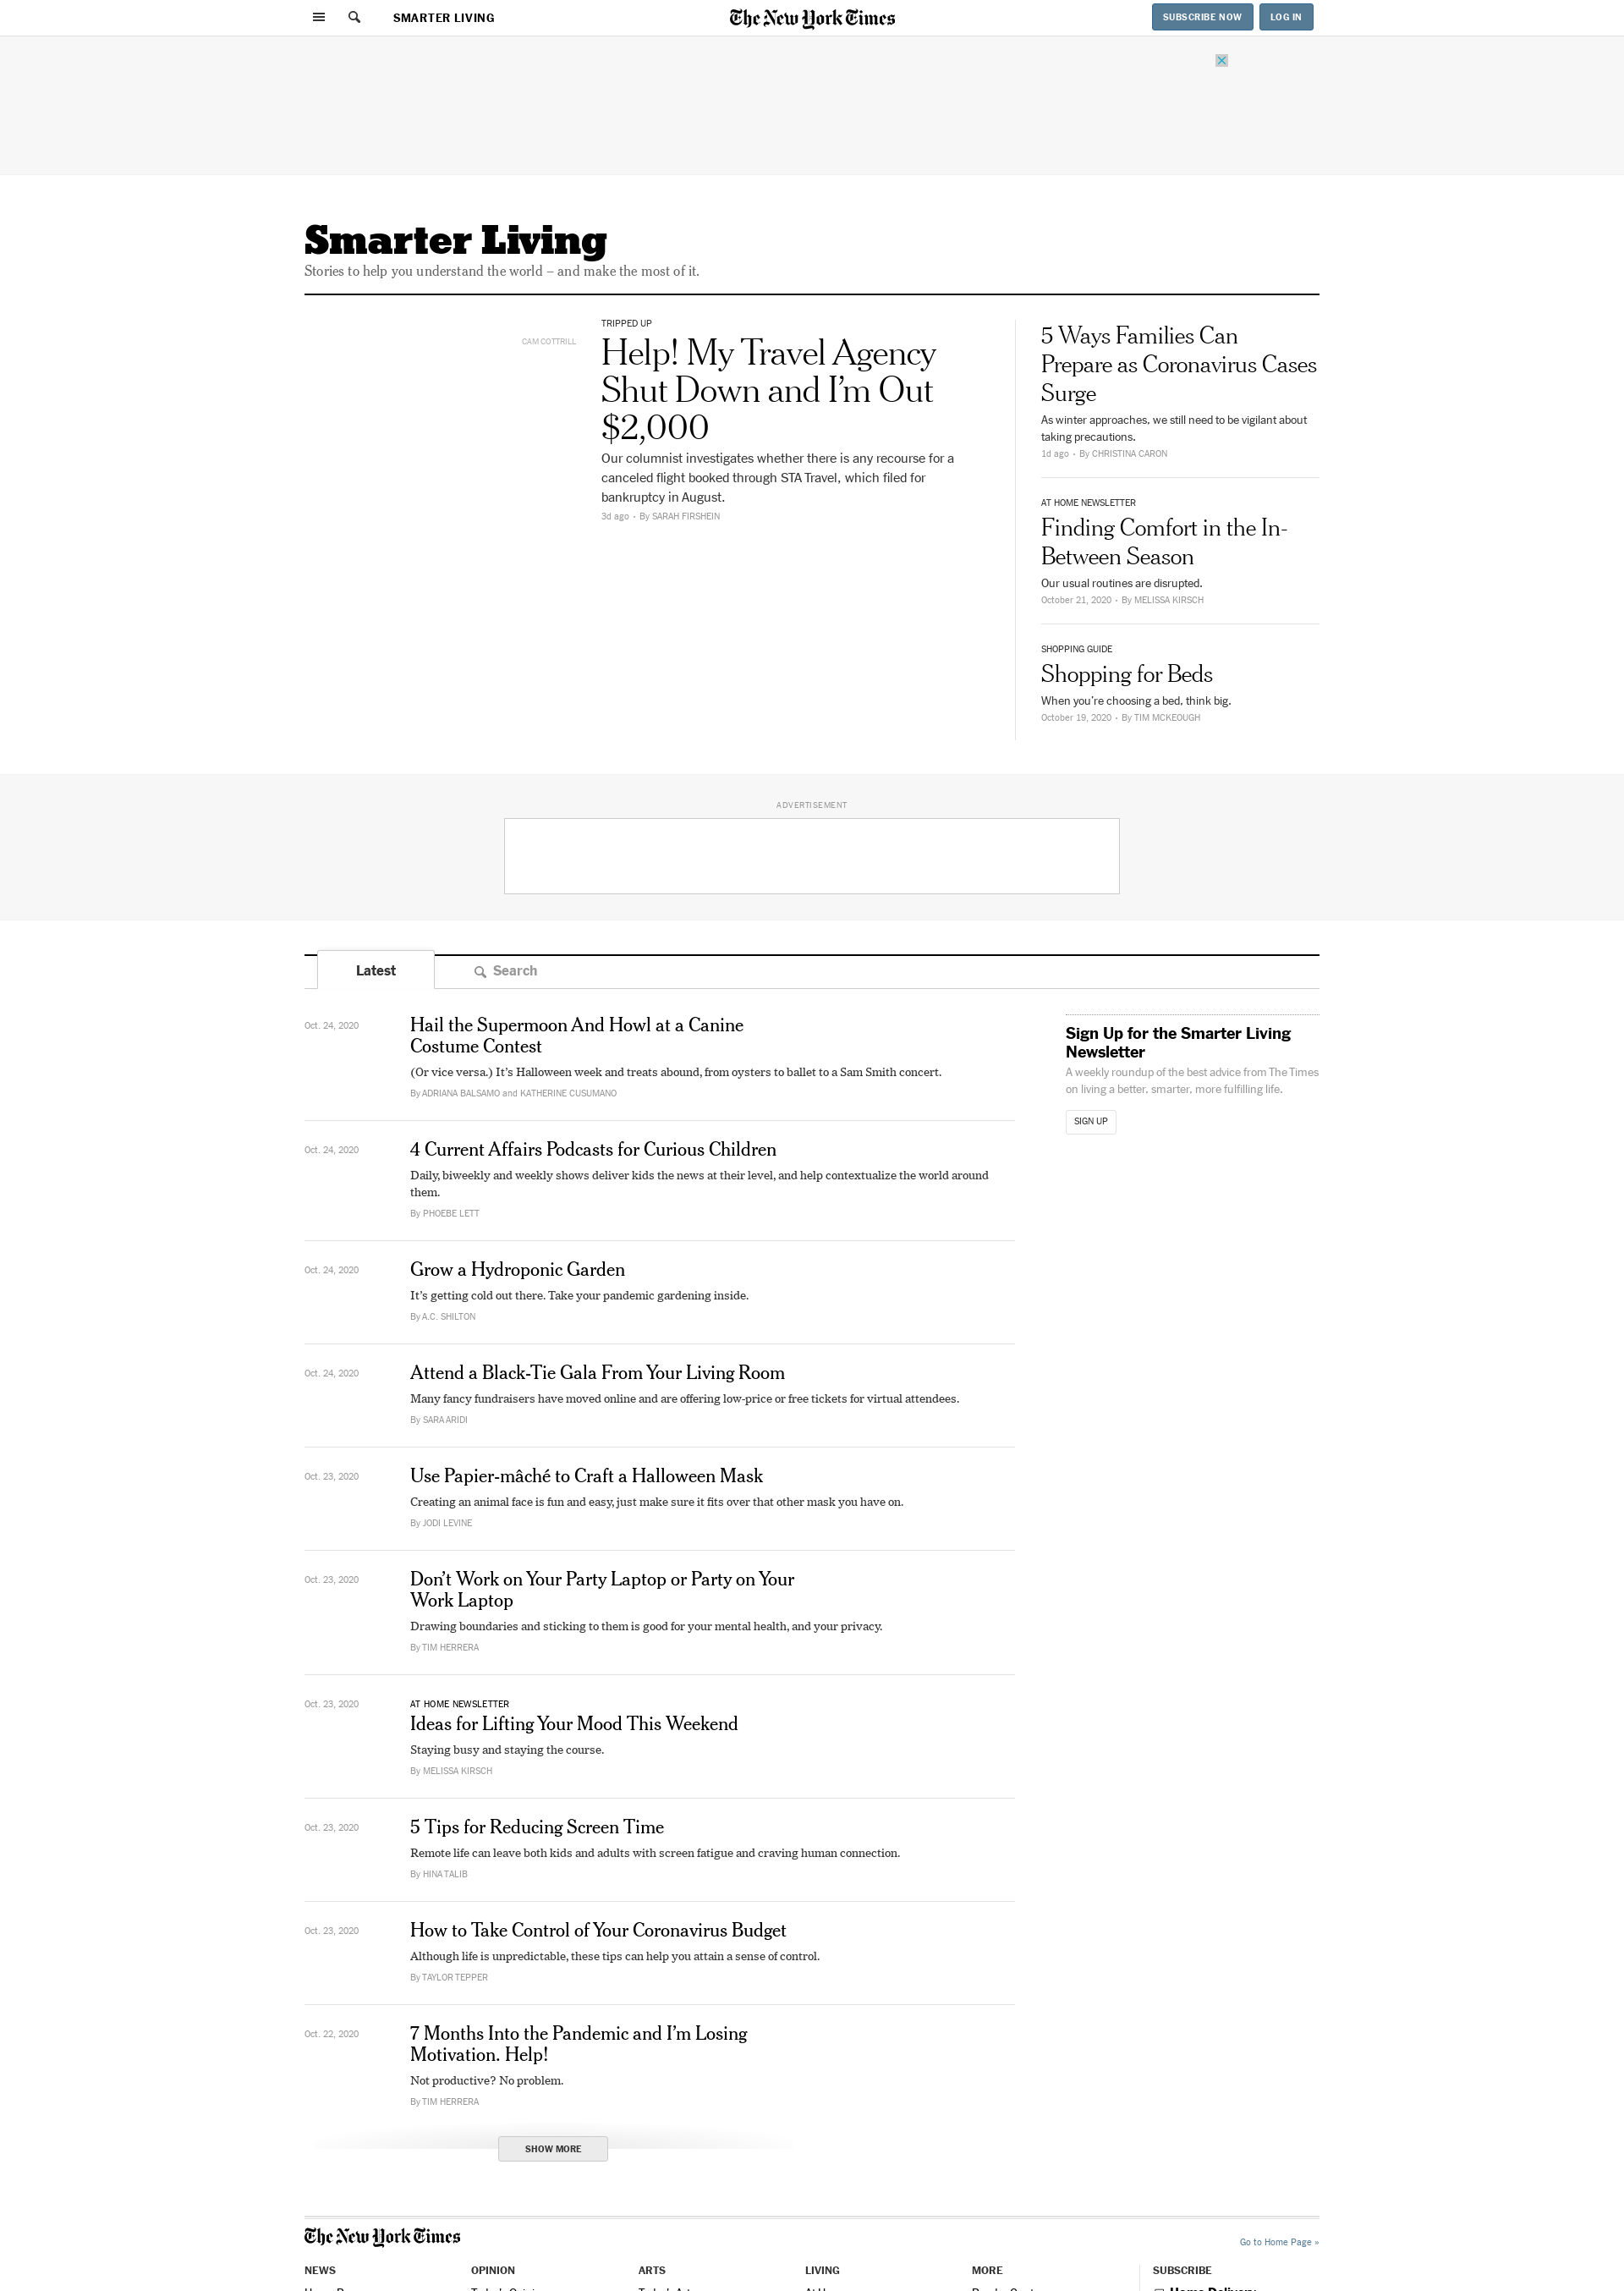 SMARTER LIVING
The New York Times
SUBSCRIBE NOW
LOG IN
Smarter Living
Stories to help you understand the world – and make the most of it.
CAM COTTRILL
TRIPPED UP
Help! My Travel Agency
Shut Down and I’m Out
$2,000
Our columnist investigates whether there is any recourse for a
canceled flight booked through STA Travel, which filed for
bankruptcy in August.
3d ago • By SARAH FIRSHEIN
5 Ways Families Can
Prepare as Coronavirus Cases
Surge
As winter approaches, we still need to be vigilant about
taking precautions.
1d ago • By CHRISTINA CARON
AT HOME NEWSLETTER
Finding Comfort in the In-
Between Season
Our usual routines are disrupted.
October 21, 2020 • By MELISSA KIRSCH
SHOPPING GUIDE
Shopping for Beds
When you’re choosing a bed, think big.
October 19, 2020 • By TIM MCKEOUGH
ADVERTISEMENT
Latest
Search
Oct. 24, 2020
Hail the Supermoon And Howl at a Canine
Costume Contest
(Or vice versa.) It’s Halloween week and treats abound, from oysters to ballet to a Sam Smith concert.
By ADRIANA BALSAMO and KATHERINE CUSUMANO
Oct. 24, 2020
4 Current Affairs Podcasts for Curious Children
Daily, biweekly and weekly shows deliver kids the news at their level, and help contextualize the world around
them.
By PHOEBE LETT
Oct. 24, 2020
Grow a Hydroponic Garden
It’s getting cold out there. Take your pandemic gardening inside.
By A.C. SHILTON
Oct. 24, 2020
Attend a Black-Tie Gala From Your Living Room
Many fancy fundraisers have moved online and are offering low-price or free tickets for virtual attendees.
By SARA ARIDI
Oct. 23, 2020
Use Papier-mâché to Craft a Halloween Mask
Creating an animal face is fun and easy, just make sure it fits over that other mask you have on.
By JODI LEVINE
Oct. 23, 2020
Don’t Work on Your Party Laptop or Party on Your
Work Laptop
Drawing boundaries and sticking to them is good for your mental health, and your privacy.
By TIM HERRERA
Oct. 23, 2020
AT HOME NEWSLETTER
Ideas for Lifting Your Mood This Weekend
Staying busy and staying the course.
By MELISSA KIRSCH
Oct. 23, 2020
5 Tips for Reducing Screen Time
Remote life can leave both kids and adults with screen fatigue and craving human connection.
By HINA TALIB
Oct. 23, 2020
How to Take Control of Your Coronavirus Budget
Although life is unpredictable, these tips can help you attain a sense of control.
By TAYLOR TEPPER
Oct. 22, 2020
7 Months Into the Pandemic and I’m Losing
Motivation. Help!
Not productive? No problem.
By TIM HERRERA
SHOW MORE
Sign Up for the Smarter Living
Newsletter
A weekly roundup of the best advice from The Times
on living a better, smarter, more fulfilling life.
SIGN UP
The New York Times
Go to Home Page »
NEWS
OPINION
ARTS
LIVING
MORE
SUBSCRIBE
Home Delivery